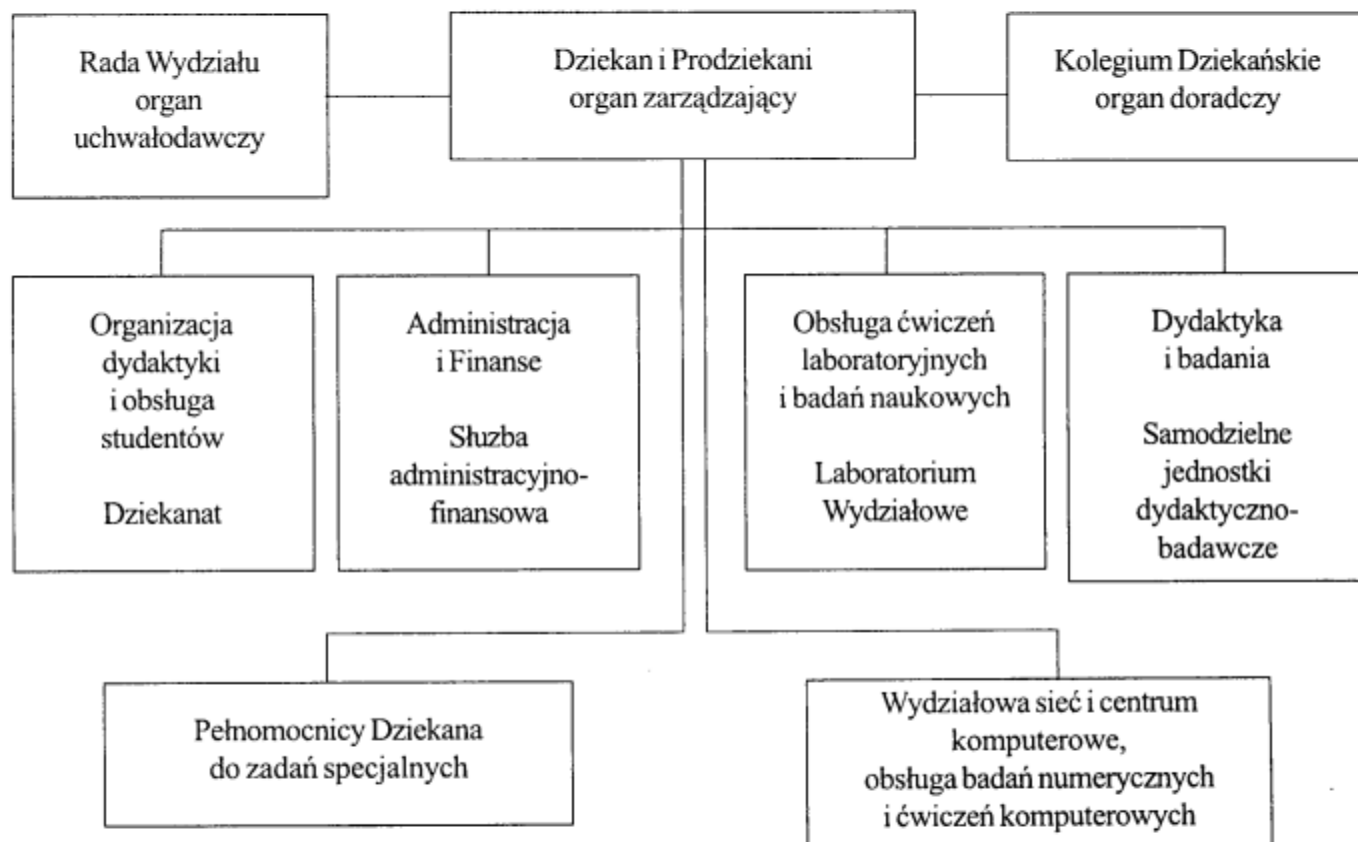 Rada Wydziału
organ
uchwałodawczy
Dziekan i Prodziekani
organ zarządzający
Kolegium Dziekańskie
organ doradczy
Organizacja
dydaktyki
i obsługa
studentów
Dziekanat
Administracja
i Finanse
Służba
administracyjno-
finansowa
Obsługa ćwiczeń
laboratoryjnych
i badań naukowych
Laboratorium
Wydziałowe
Dydaktyka
i badania
Samodzielne
jednostki
dydaktyczno-
badawcze
Pełnomocnicy Dziekana
do zadań specjalnych
Wydziałowa sieć i centrum
komputerowe,
obsługa badań numerycznych
i ćwiczeń komputerowych